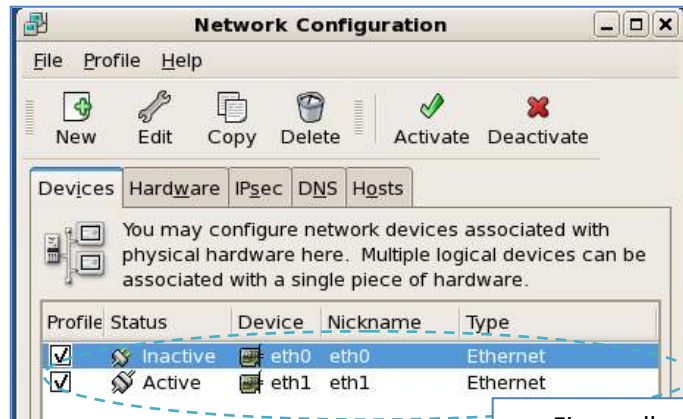 Network Configuration
File Profile Help
New Edit Copy Delete Activate Deactivate
Devices Hardware IPsec DNS Hosts
You may configure network devices associated with
physical hardware here. Multiple logical devices can be
associated with a single piece of hardware.
Profile Status Device Nickname Type
Inactive eth0 eth0 Ethernet
Active eth1 eth1 Ethernet